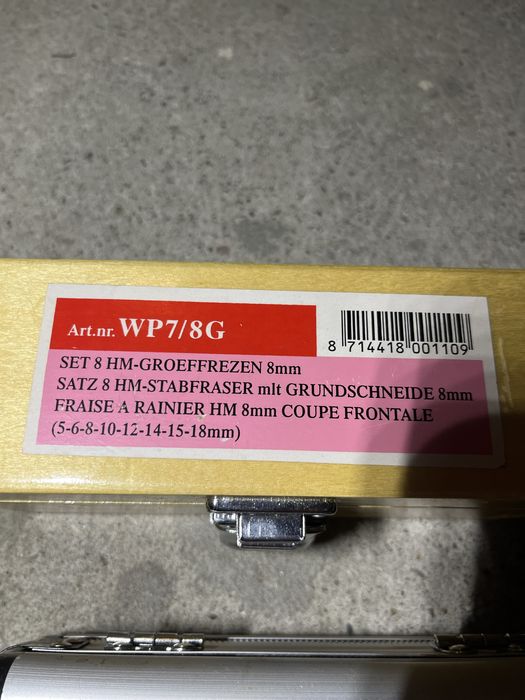 Art.nr. WP7/8G
8 714418 001109
SET 8 HM-GROEFFREZEN 8mm
SATZ 8 HM-STABFRASER mlt GRUNDSCHNEIDE 8mm
FRAISE A RAINIER HM 8mm COUPE FRONTALE
(5-6-8-10-12-14-15-18mm)